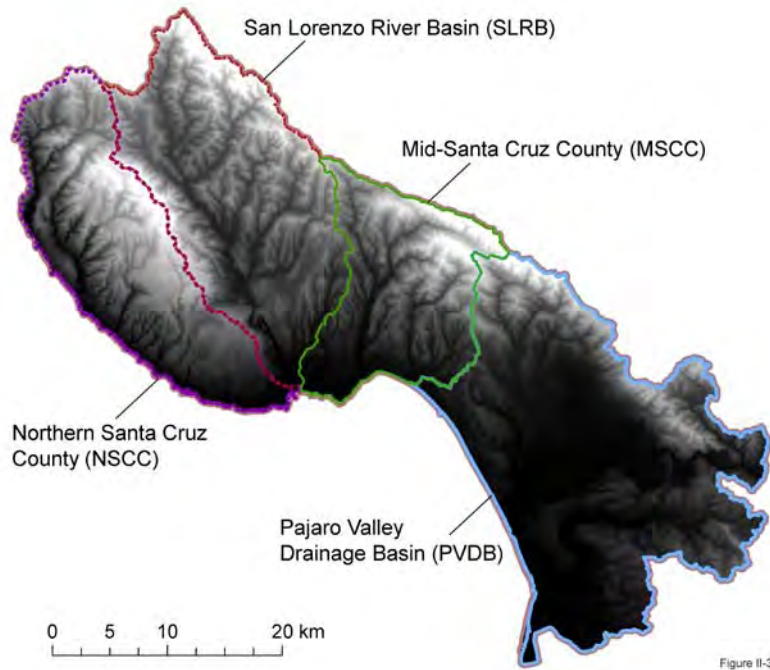 San Lorenzo River Basin (SLRB)
Mid-Santa Cruz County (MSCC)
Northern Santa Cruz
County (NSCC)
Pajaro Valley
Drainage Basin (PVDB)
0 5 10 20 km